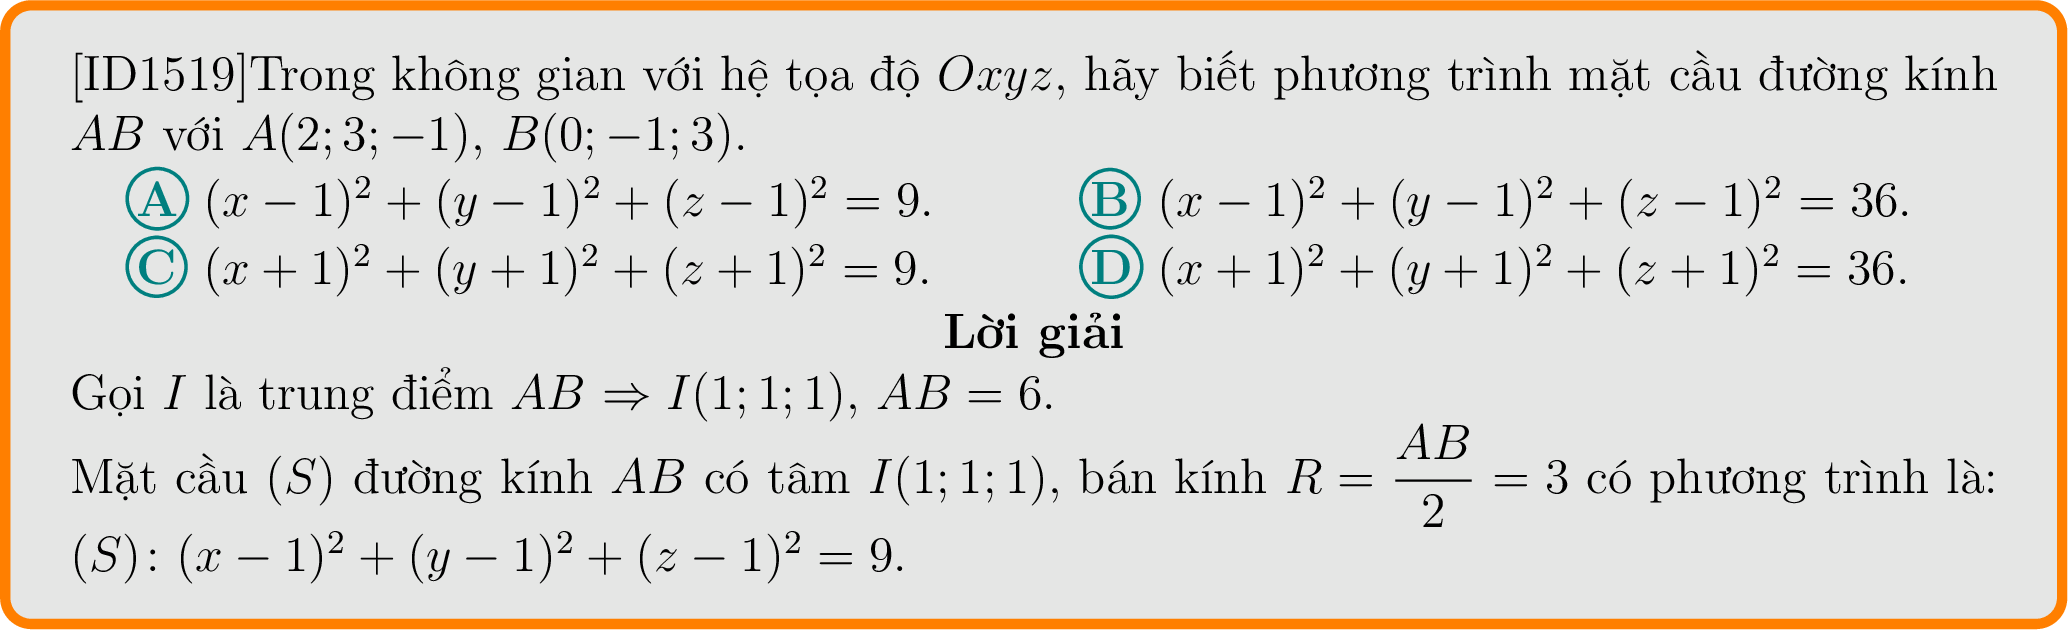 [ID1519]Trong không gian với hệ tọa độ Oxyz, hãy biết phương trình mặt cầu đường kính
AB với A(2; 3; −1), B(0; −1; 3).
A (x − 1)² + (y − 1)² + (z − 1)² = 9. B (x − 1)² + (y − 1)² + (z − 1)² = 36.
C (x + 1)² + (y + 1)² + (z + 1)² = 9. D (x + 1)² + (y + 1)² + (z + 1)² = 36.
Lời giải
Gọi I là trung điểm AB ⇒ I(1; 1; 1), AB = 6.
Mặt cầu (S) đường kính AB có tâm I(1; 1; 1), bán kính R = AB/2 = 3 có phương trình là:
(S): (x − 1)² + (y − 1)² + (z − 1)² = 9.